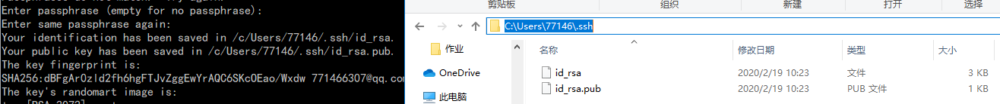 Enter passphrase (empty for no passphrase):
Enter same passphrase again:
Your identification has been saved in /c/Users/77146/.ssh/id_rsa.
Your public key has been saved in /c/Users/77146/.ssh/id_rsa.pub.
The key fingerprint is:
SHA256:dBFgArOzld2fh6hgFTJvZggEwYrAQC6SKcOEao/Wxdw 771466307@qq.com
The key's randomart image is:
剪贴板 组织 新建 打开 选择
C:\Users\77146\.ssh
作业
OneDrive
此电脑
名称 修改日期 类型 大小
id_rsa 2020/2/19 10:23 文件 3 KB
id_rsa.pub 2020/2/19 10:23 PUB 文件 1 KB